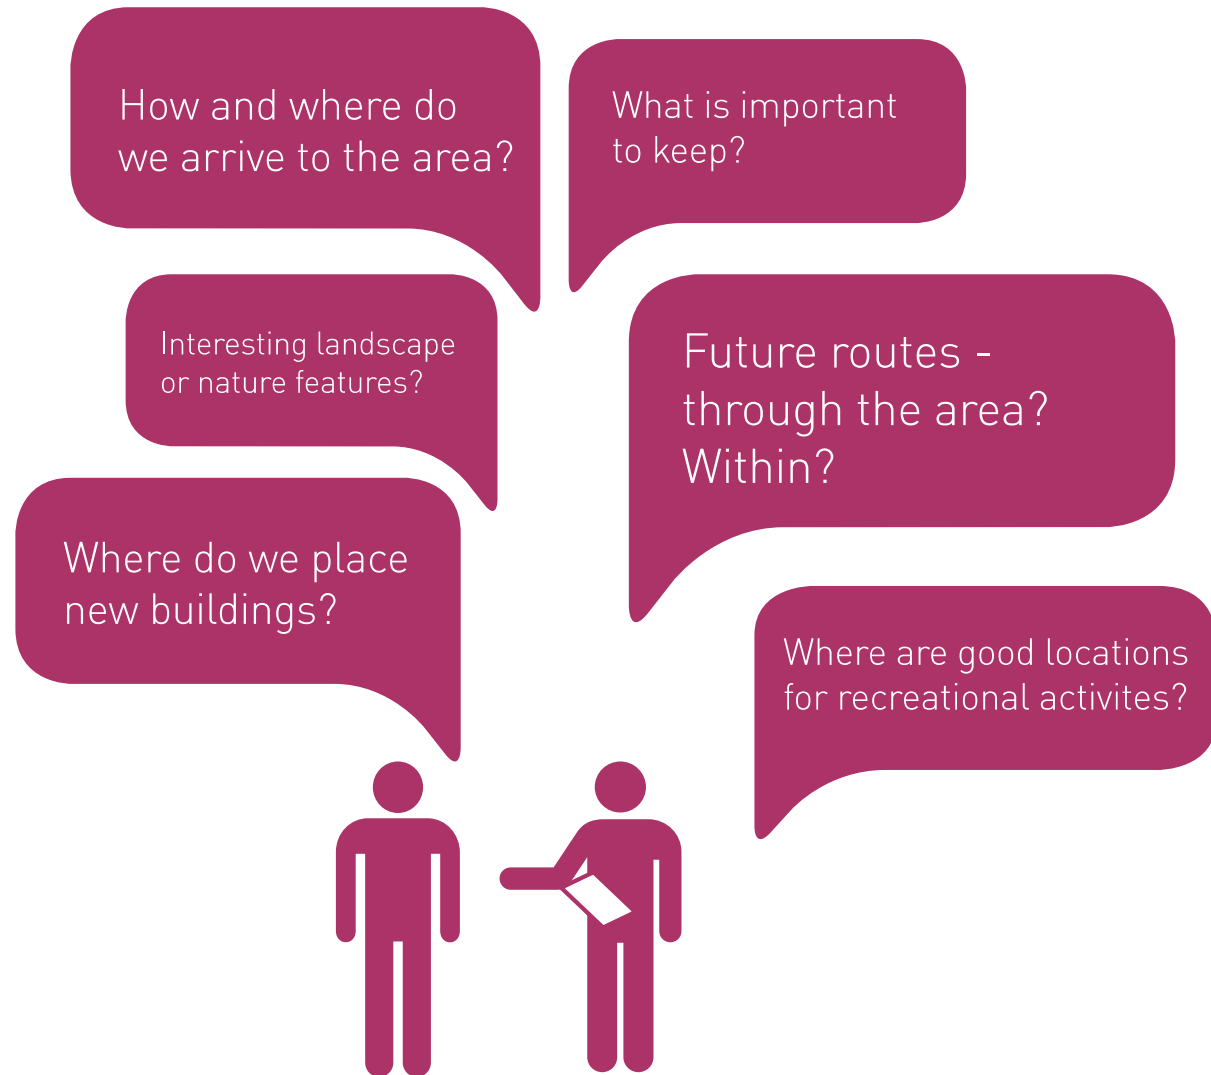 How and where do
we arrive to the area?
What is important
to keep?
Interesting landscape
or nature features?
Future routes -
through the area?
Within?
Where do we place
new buildings?
Where are good locations
for recreational activites?